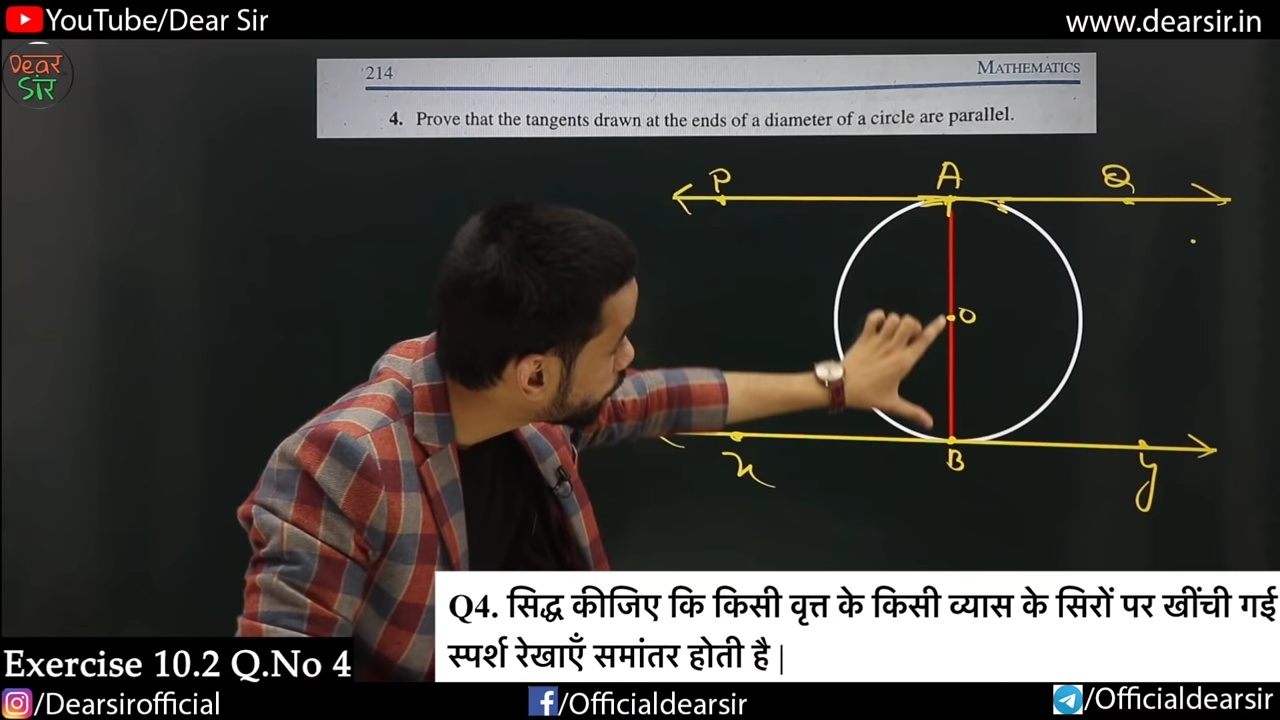 YouTube/Dear Sir
www.dearsir.in
Dear
सर
214
MATHEMATICS
4. Prove that the tangents drawn at the ends of a diameter of a circle are parallel.
P
A
Q
O
x
B
y
Q4. सिद्ध कीजिए कि किसी वृत्त के किसी व्यास के सिरों पर खींची गई
स्पर्श रेखाएँ समांतर होती है |
Exercise 10.2 Q.No 4
/Dearsirofficial
/Officialdearsir
/Officialdearsir